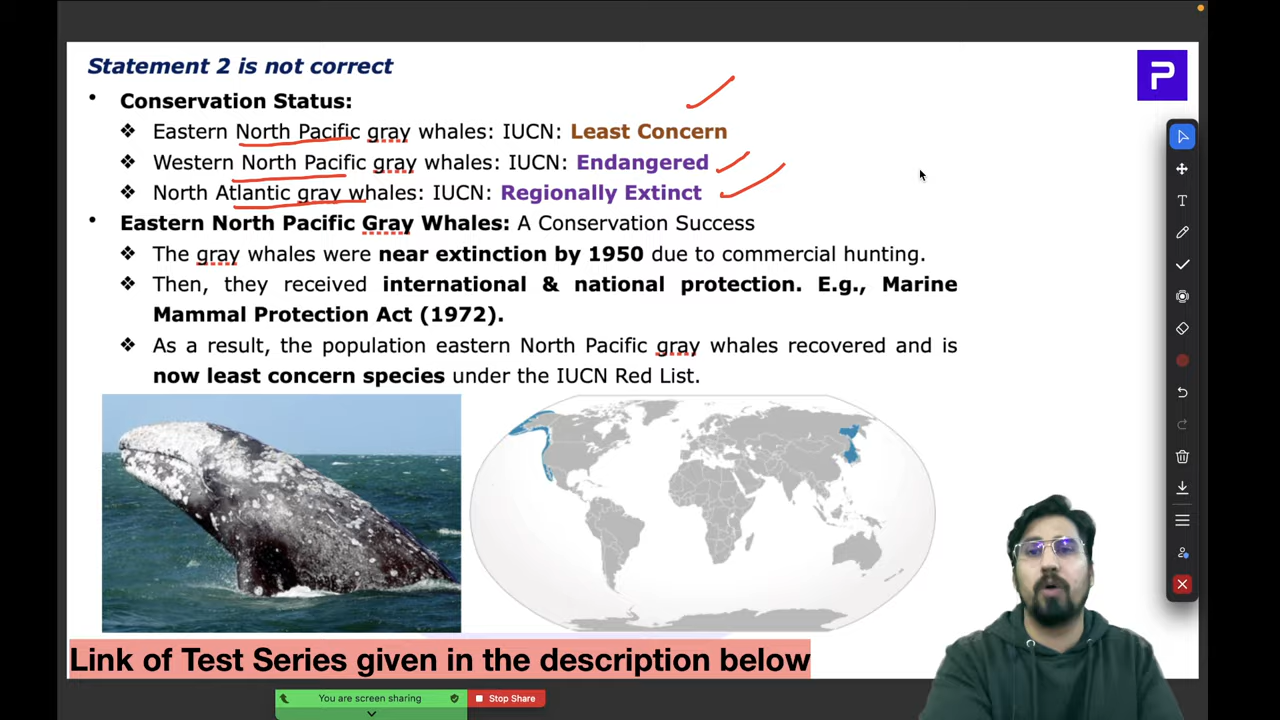 Statement 2 is not correct
• Conservation Status:
❖ Eastern North Pacific gray whales: IUCN: Least Concern
❖ Western North Pacific gray whales: IUCN: Endangered
❖ North Atlantic gray whales: IUCN: Regionally Extinct
• Eastern North Pacific Gray Whales: A Conservation Success
❖ The gray whales were near extinction by 1950 due to commercial hunting.
❖ Then, they received international & national protection. E.g., Marine
Mammal Protection Act (1972).
❖ As a result, the population eastern North Pacific gray whales recovered and is
now least concern species under the IUCN Red List.
P
T
Link of Test Series given in the description below
You are screen sharing
Stop Share